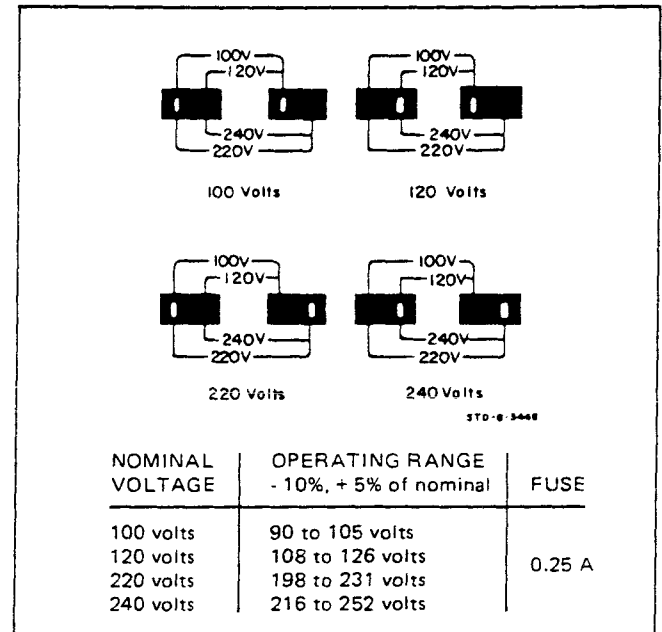 100V 100V
120V 120V
240V 240V
220V 220V
100 Volts 120 Volts
100V 100V
120V 120V
240V 240V
220V 220V
220 Volts 240 Volts
STD-B-3448
NOMINAL OPERATING RANGE
VOLTAGE - 10%, + 5% of nominal FUSE
100 volts 90 to 105 volts
120 volts 108 to 126 volts
0.25 A
220 volts 198 to 231 volts
240 volts 216 to 252 volts